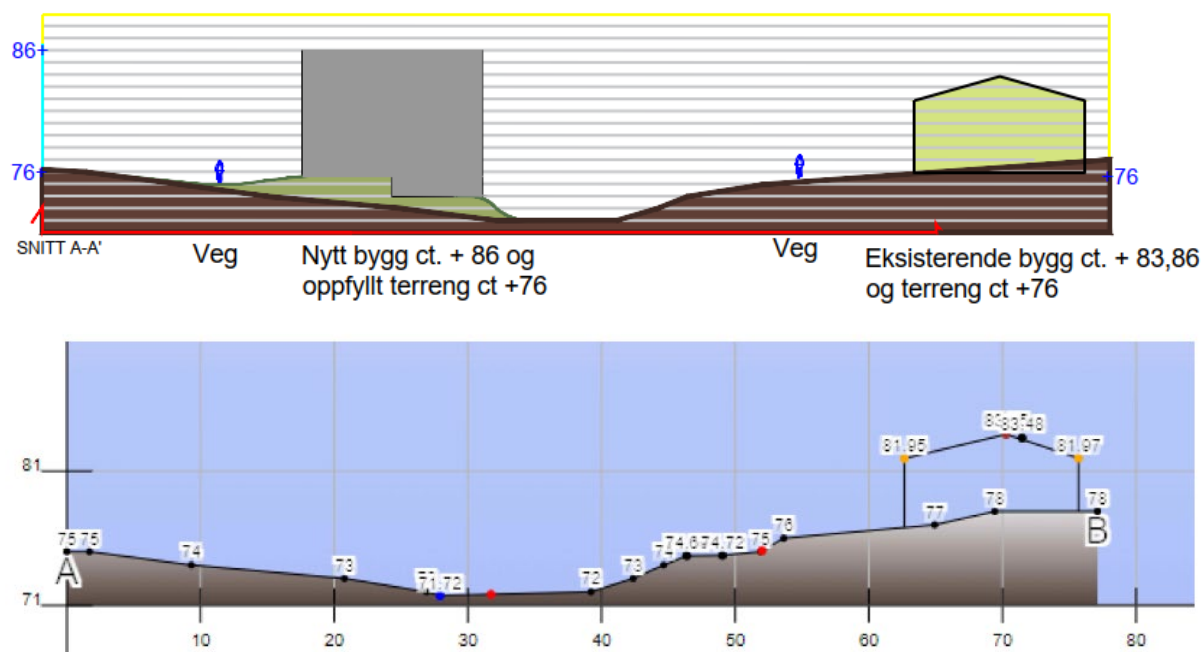 86
76
76
SNITT A-A'
Veg
Nytt bygg ct. + 86 og
oppfyllt terreng ct +76
Veg
Eksisterende bygg ct. + 83,86
og terreng ct +76
81
71
A
75 75 74 73 71.72 72 73 74 74.72 75 76 77 78 78
81.95 83.48 81.97
B
10 20 30 40 50 60 70 80